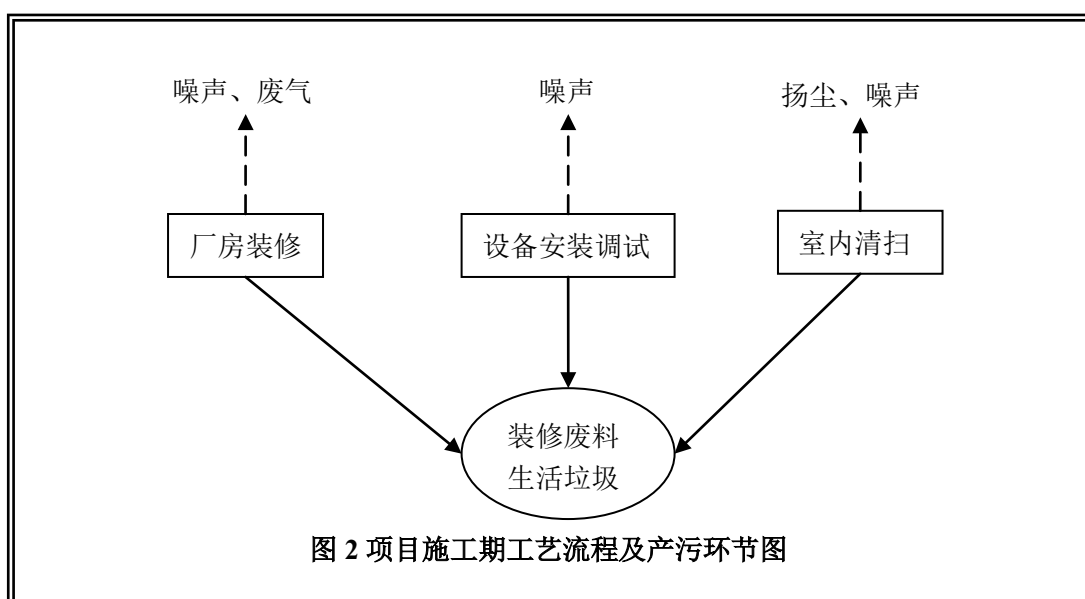 噪声、废气
噪声
扬尘、噪声
厂房装修
设备安装调试
室内清扫
装修废料
生活垃圾
图 2 项目施工期工艺流程及产污环节图